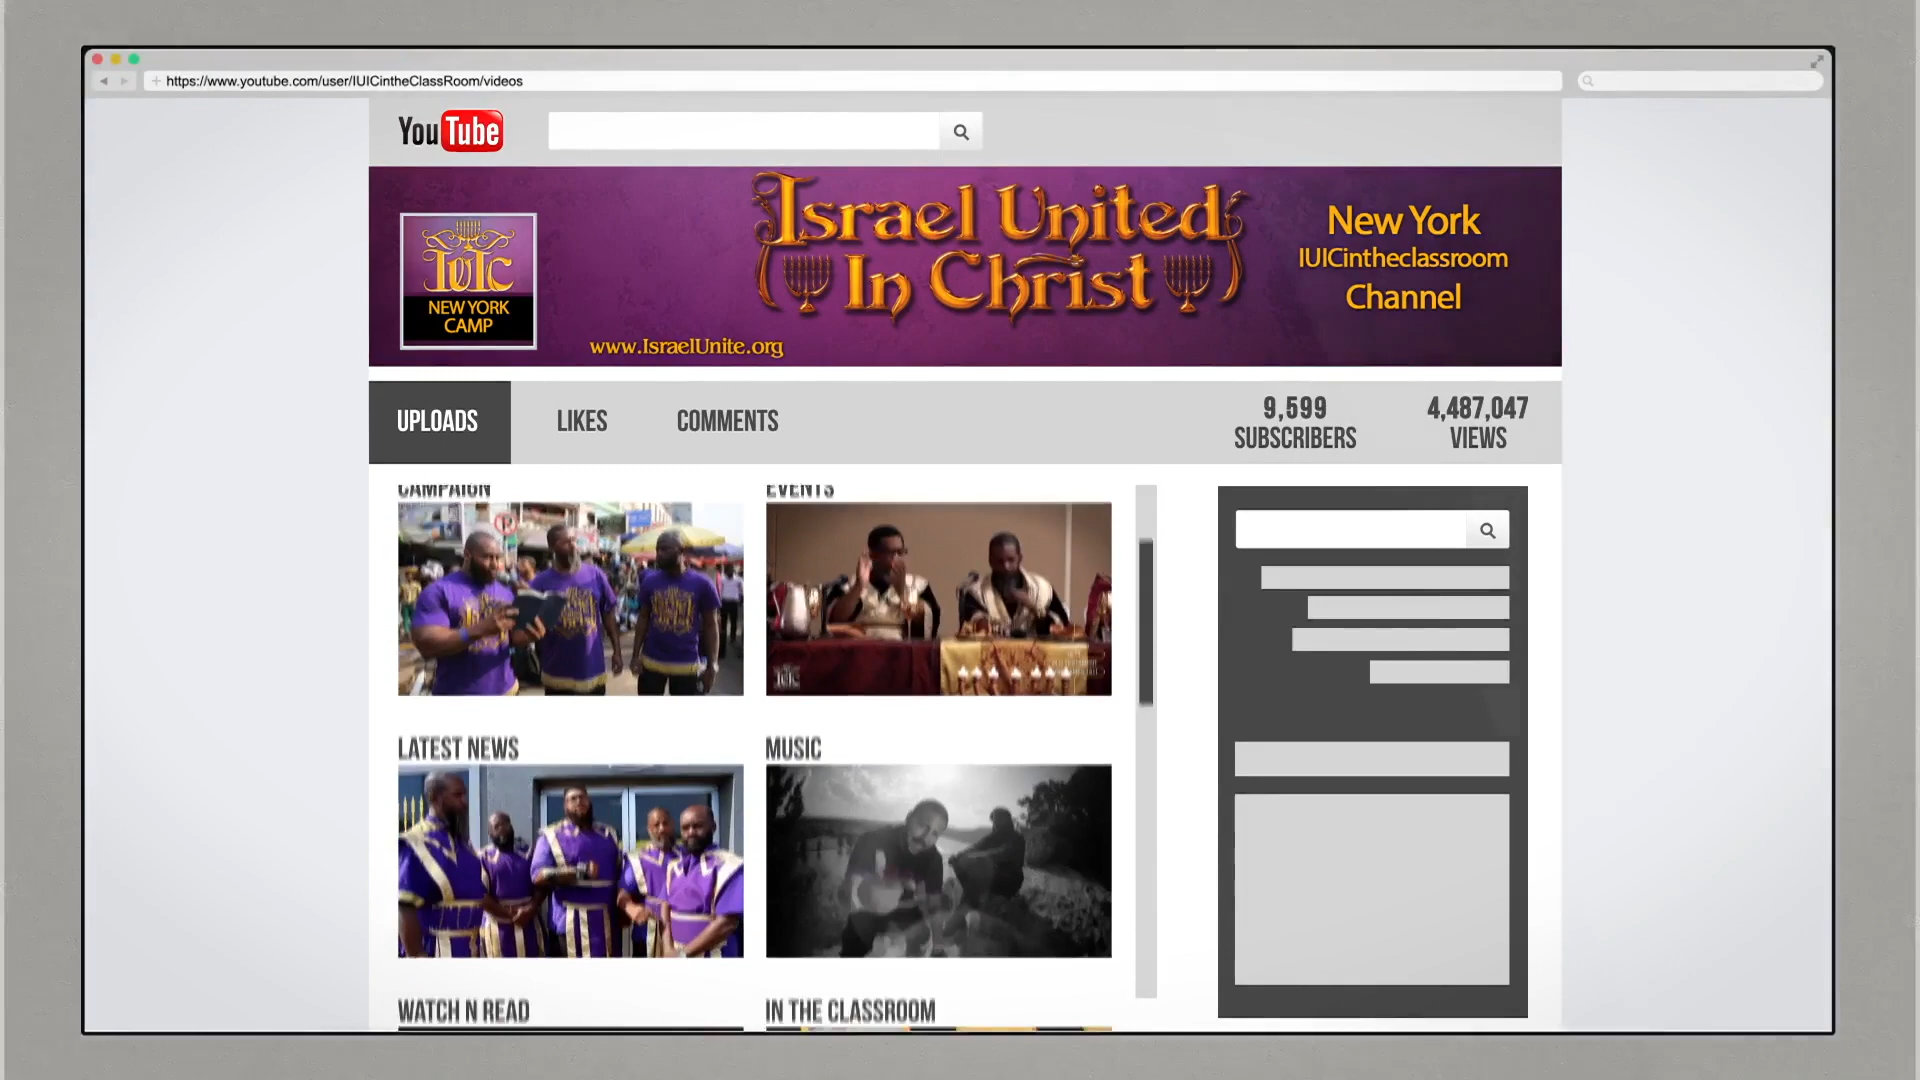 https://www.youtube.com/user/IUICintheClassRoom/videos
YouTube
Israel United
In Christ
New York
IUICintheclassroom
Channel
IUIC
NEW YORK
CAMP
www.IsraelUnite.org
UPLOADS
LIKES
COMMENTS
9,599
SUBSCRIBERS
4,487,047
VIEWS
CAMPAIGN
EVENTS
LATEST NEWS
MUSIC
WATCH N READ
IN THE CLASSROOM